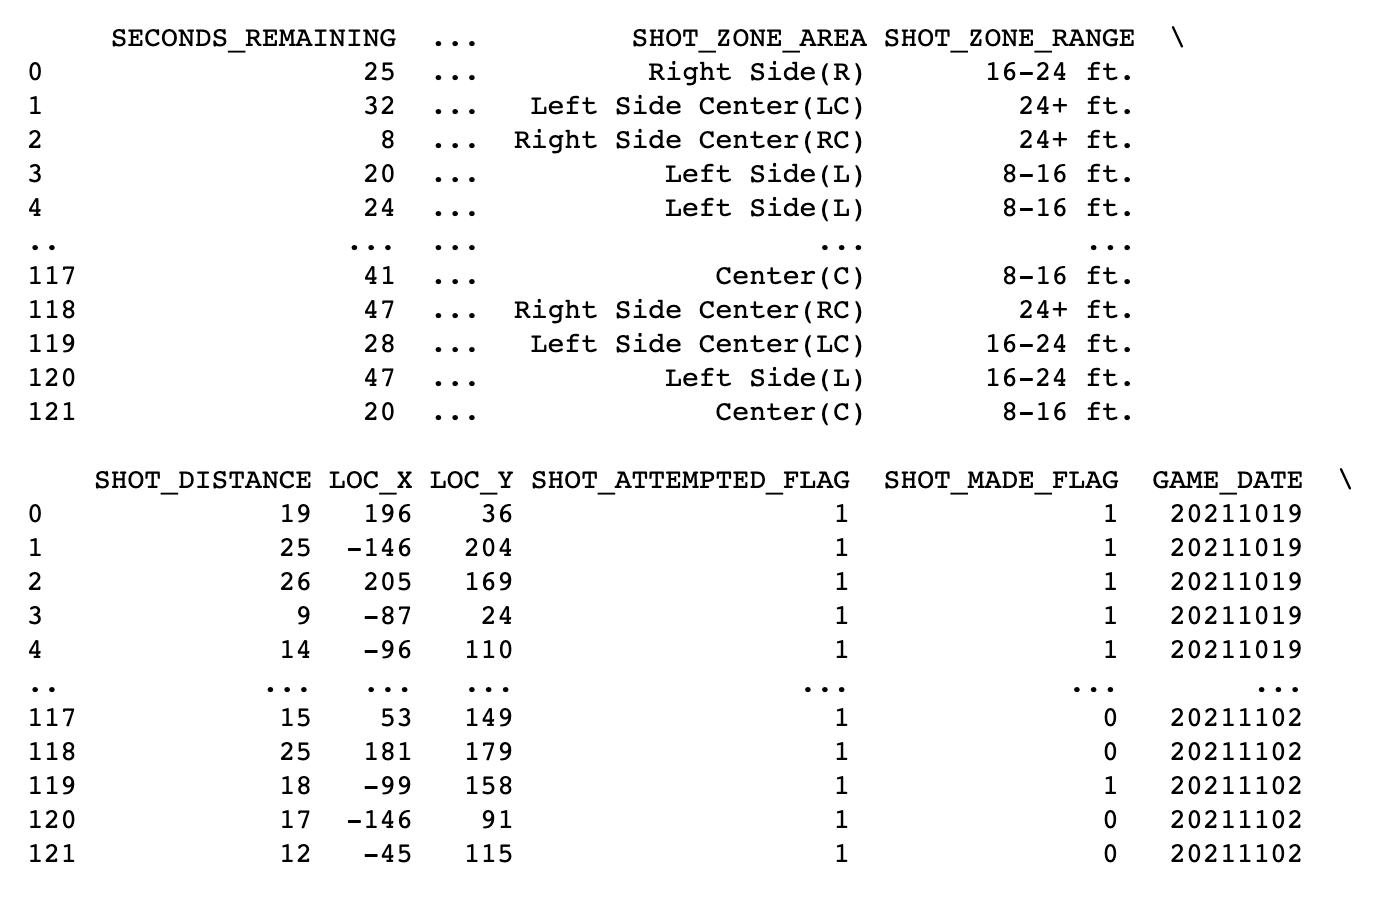 SECONDS_REMAINING ... SHOT_ZONE_AREA SHOT_ZONE_RANGE \
0 25 ... Right Side(R) 16-24 ft.
1 32 ... Left Side Center(LC) 24+ ft.
2 8 ... Right Side Center(RC) 24+ ft.
3 20 ... Left Side(L) 8-16 ft.
4 24 ... Left Side(L) 8-16 ft.
.. ... ... ... ...
117 41 ... Center(C) 8-16 ft.
118 47 ... Right Side Center(RC) 24+ ft.
119 28 ... Left Side Center(LC) 16-24 ft.
120 47 ... Left Side(L) 16-24 ft.
121 20 ... Center(C) 8-16 ft.
SHOT_DISTANCE LOC_X LOC_Y SHOT_ATTEMPTED_FLAG SHOT_MADE_FLAG GAME_DATE \
0 19 196 36 1 1 20211019
1 25 -146 204 1 1 20211019
2 26 205 169 1 1 20211019
3 9 -87 24 1 1 20211019
4 14 -96 110 1 1 20211019
.. ... ... ... ... ... ...
117 15 53 149 1 0 20211102
118 25 181 179 1 0 20211102
119 18 -99 158 1 1 20211102
120 17 -146 91 1 0 20211102
121 12 -45 115 1 0 20211102